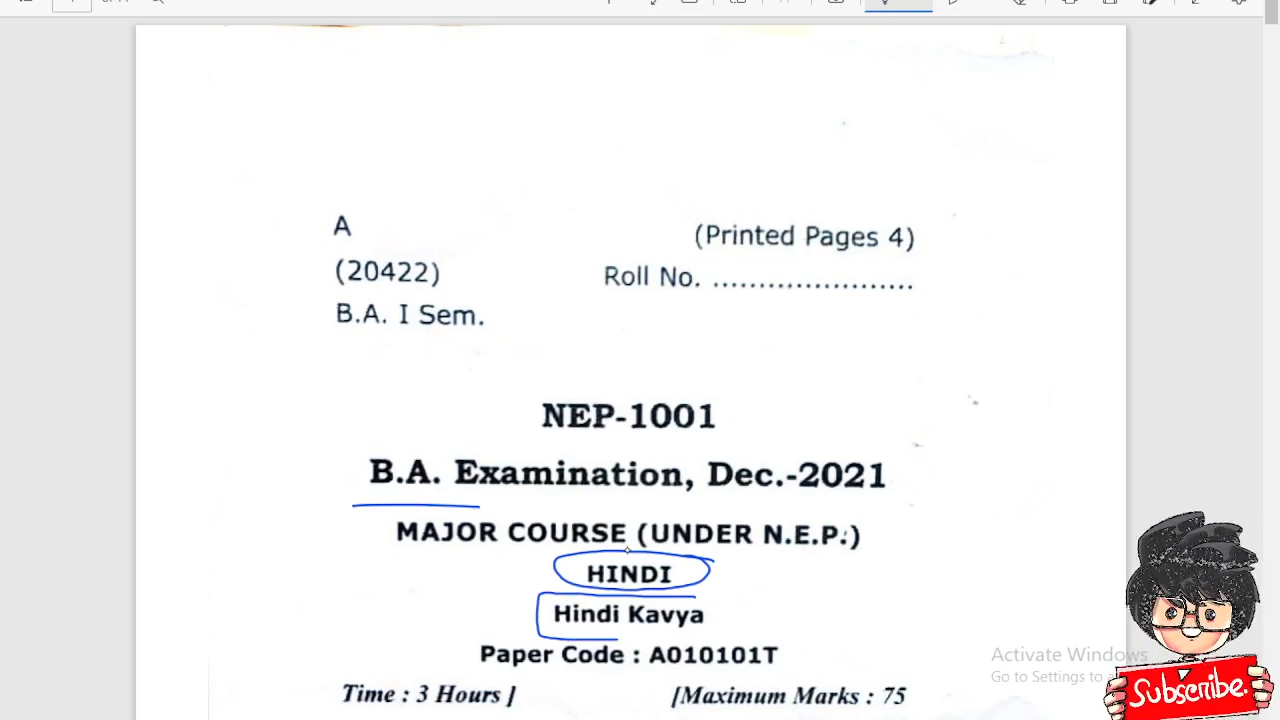 A
(Printed Pages 4)
(20422)
Roll No. ......................
B.A. I Sem.
NEP-1001
B.A. Examination, Dec.-2021
MAJOR COURSE (UNDER N.E.P.)
HINDI
Hindi Kavya
Paper Code : A010101T
Time : 3 Hours ]
[Maximum Marks : 75
Activate Windows
Go to Settings to
Subscribe.